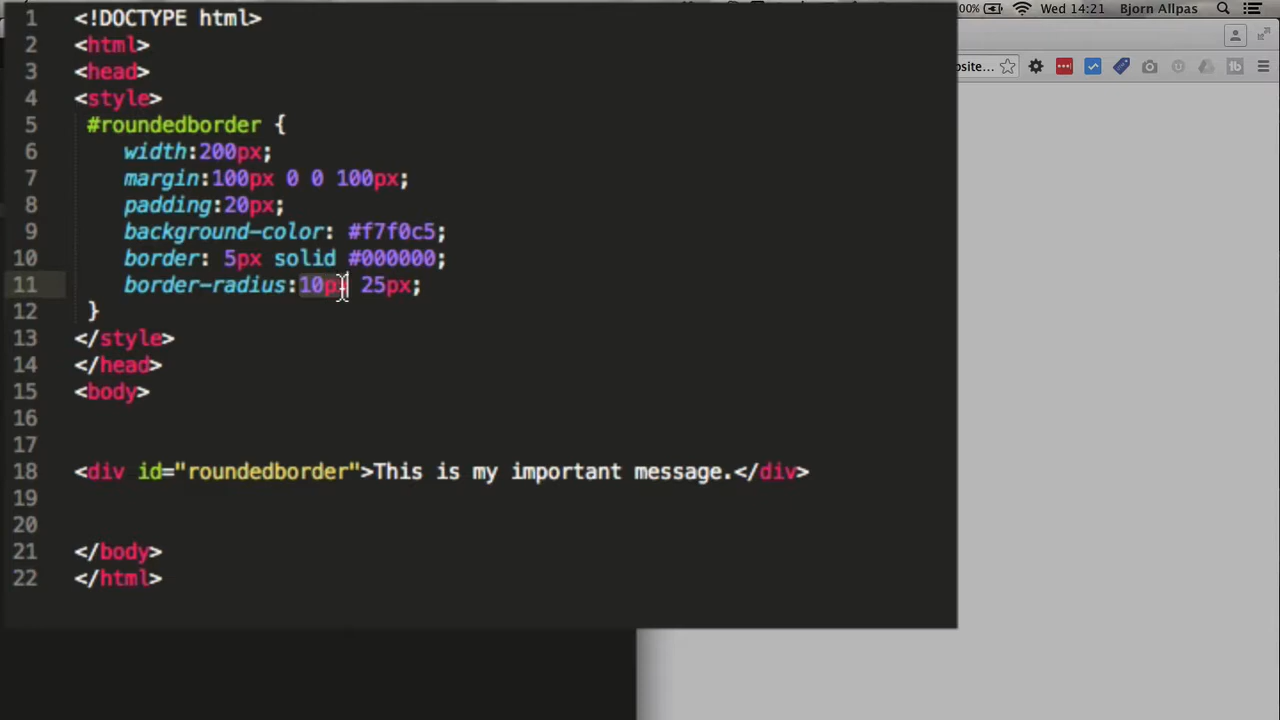 1 <!DOCTYPE html>
2 <html>
3 <head>
4 <style>
5 #roundedborder {
6 width:200px;
7 margin:100px 0 0 100px;
8 padding:20px;
9 background-color: #f7f0c5;
10 border: 5px solid #000000;
11 border-radius:10px 25px;
12 }
13 </style>
14 </head>
15 <body>
16
17
18 <div id="roundedborder">This is my important message.</div>
19
20
21 </body>
22 </html>
00% Wed 14:21 Bjorn Allpas
osite...